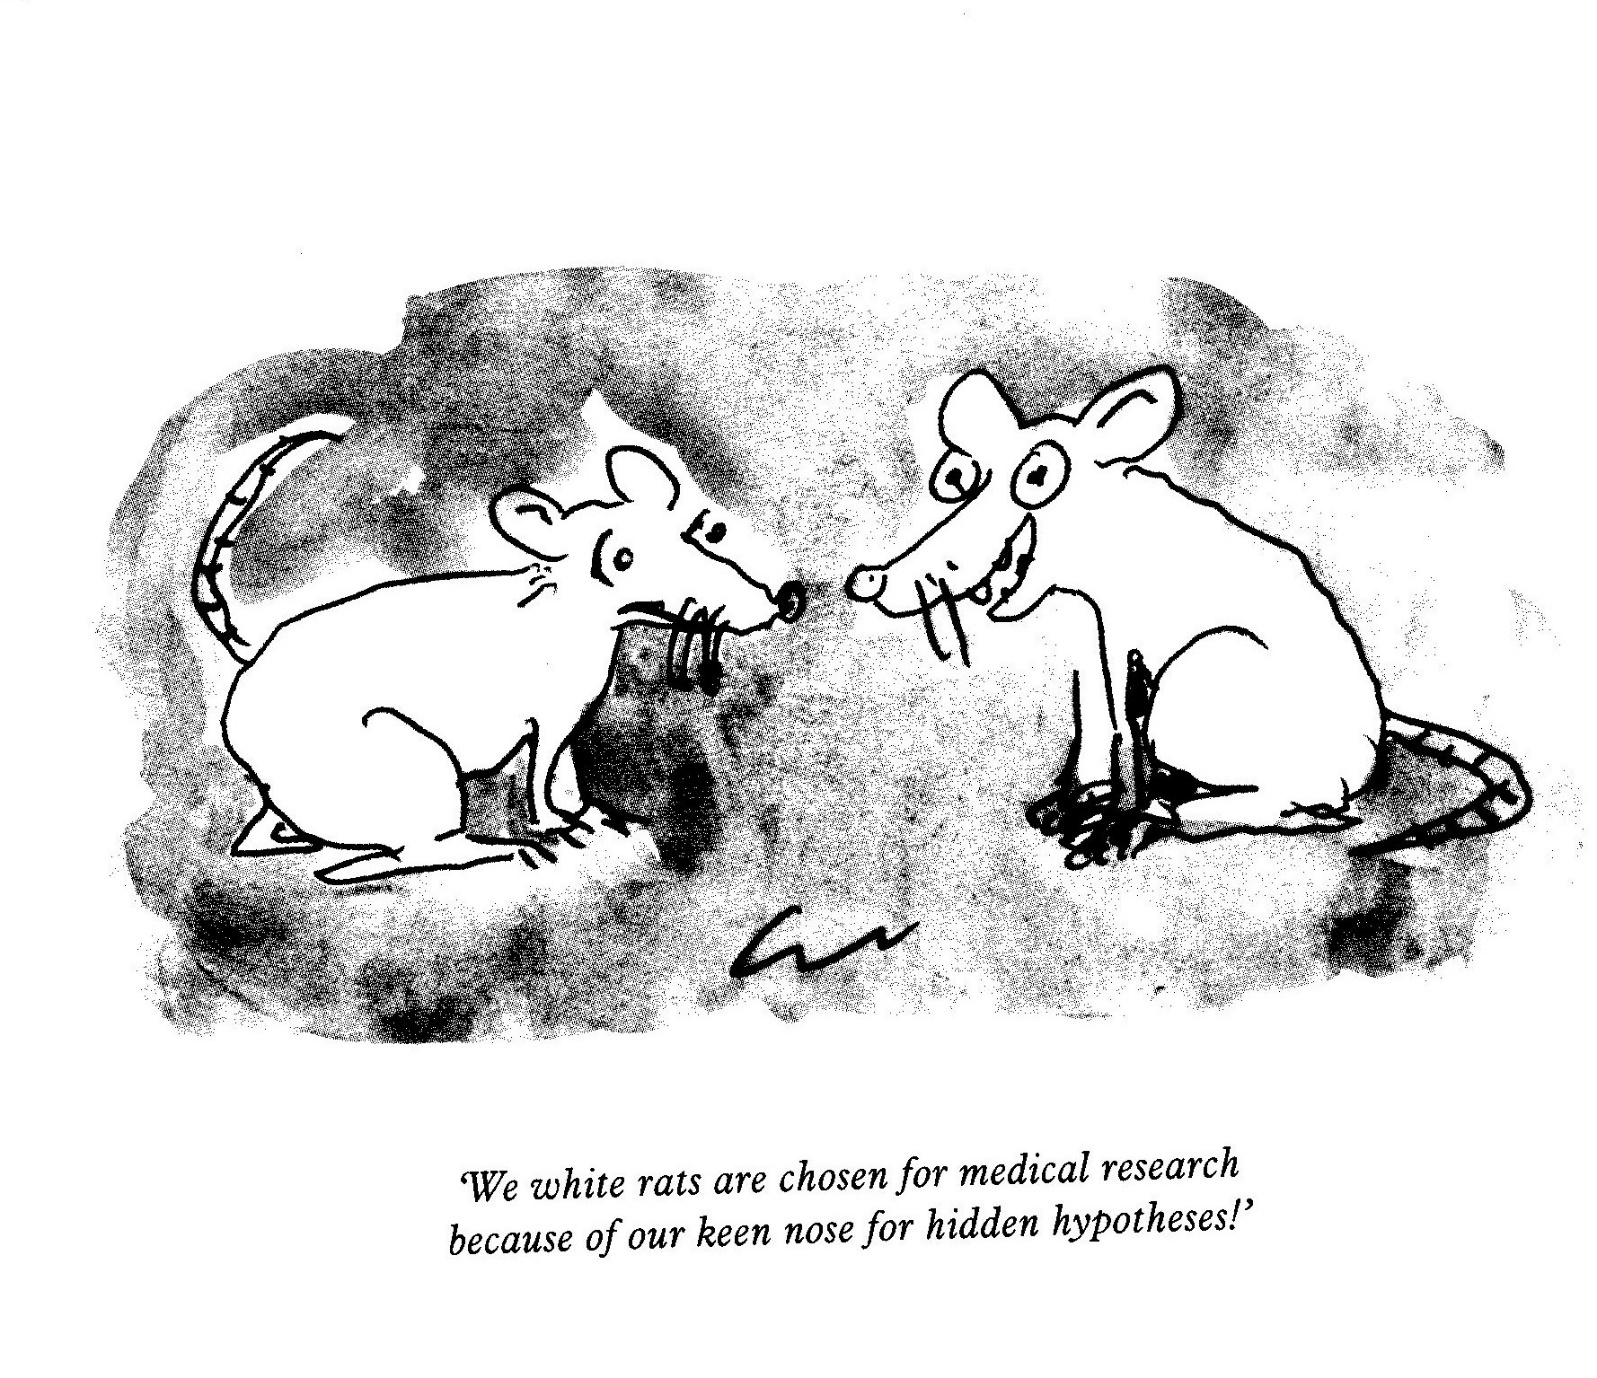 ‘We white rats are chosen for medical research
because of our keen nose for hidden hypotheses!’